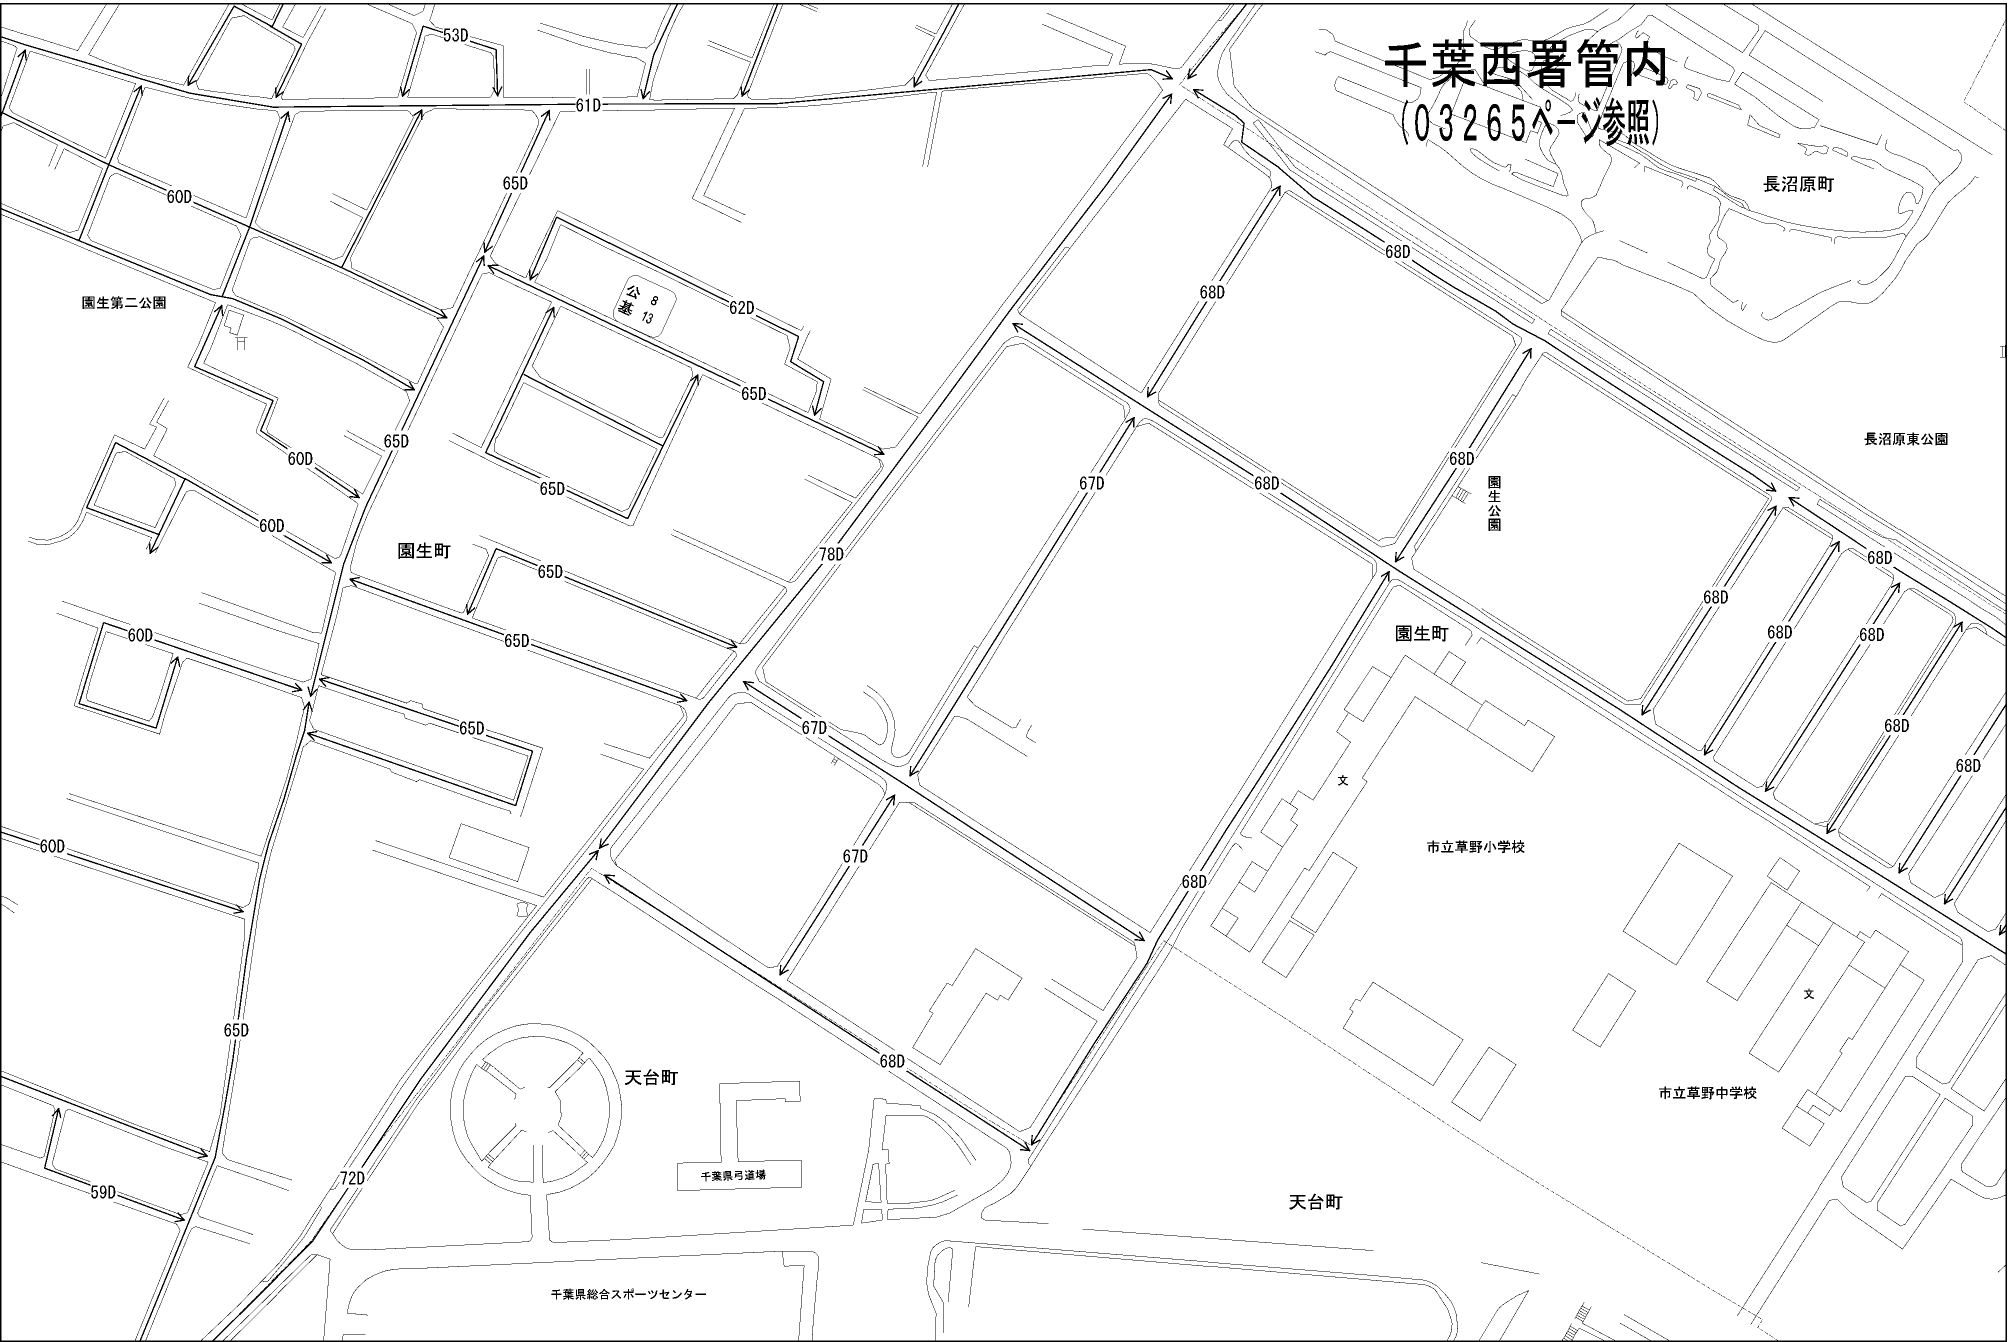 千葉西署管内
(03265ページ参照)
53D
61D
長沼原町
65D
60D
68D
園生第二公園
公 8
基 13
62D
68D
65D
65D
長沼原東公園
60D
68D
67D
68D
園生公園
65D
60D
園生町
78D
65D
68D
68D
60D
65D
園生町
68D
68D
67D
65D
68D
68D
文
60D
市立草野小学校
67D
68D
文
65D
68D
天台町
市立草野中学校
72D
千葉県弓道場
59D
天台町
千葉県総合スポーツセンター